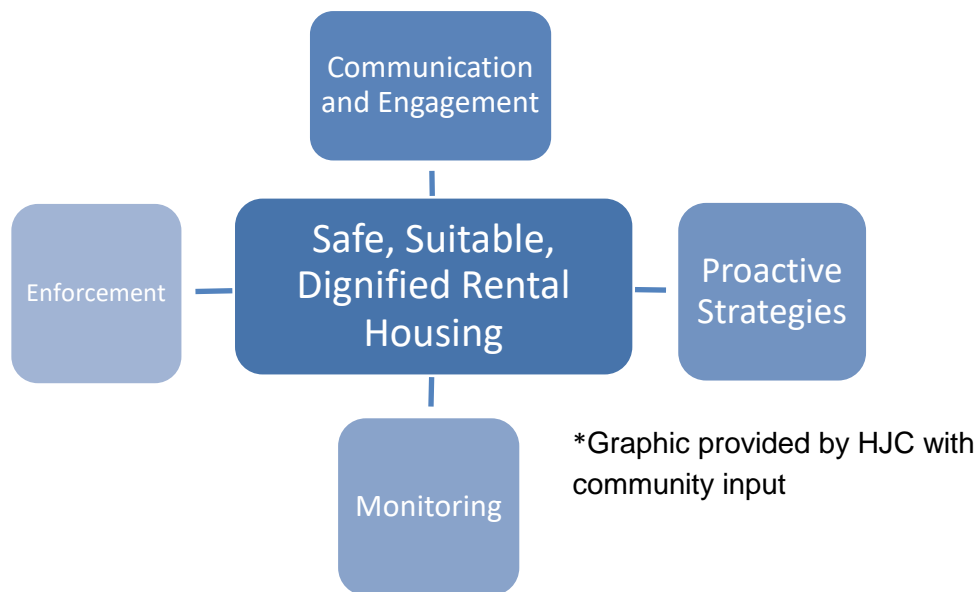 Communication
and Engagement
Enforcement
Safe, Suitable,
Dignified Rental
Housing
Proactive
Strategies
Monitoring
*Graphic provided by HJC with
community input